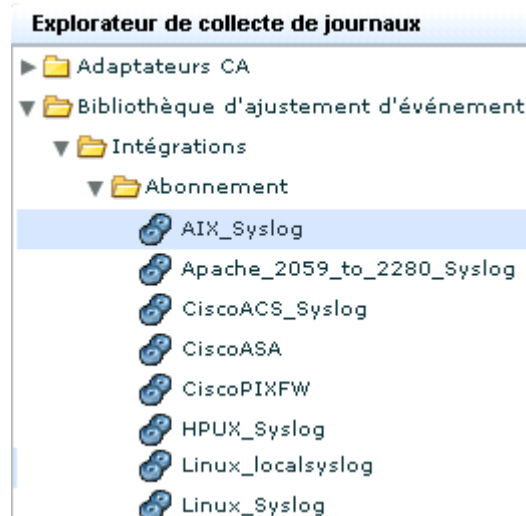 Explorateur de collecte de journaux
Adaptateurs CA
Bibliothèque d'ajustement d'événement
Intégrations
Abonnement
AIX_Syslog
Apache_2059_to_2280_Syslog
CiscoACS_Syslog
CiscoASA
CiscoPIXFW
HPUX_Syslog
Linux_localsyslog
Linux_Syslog